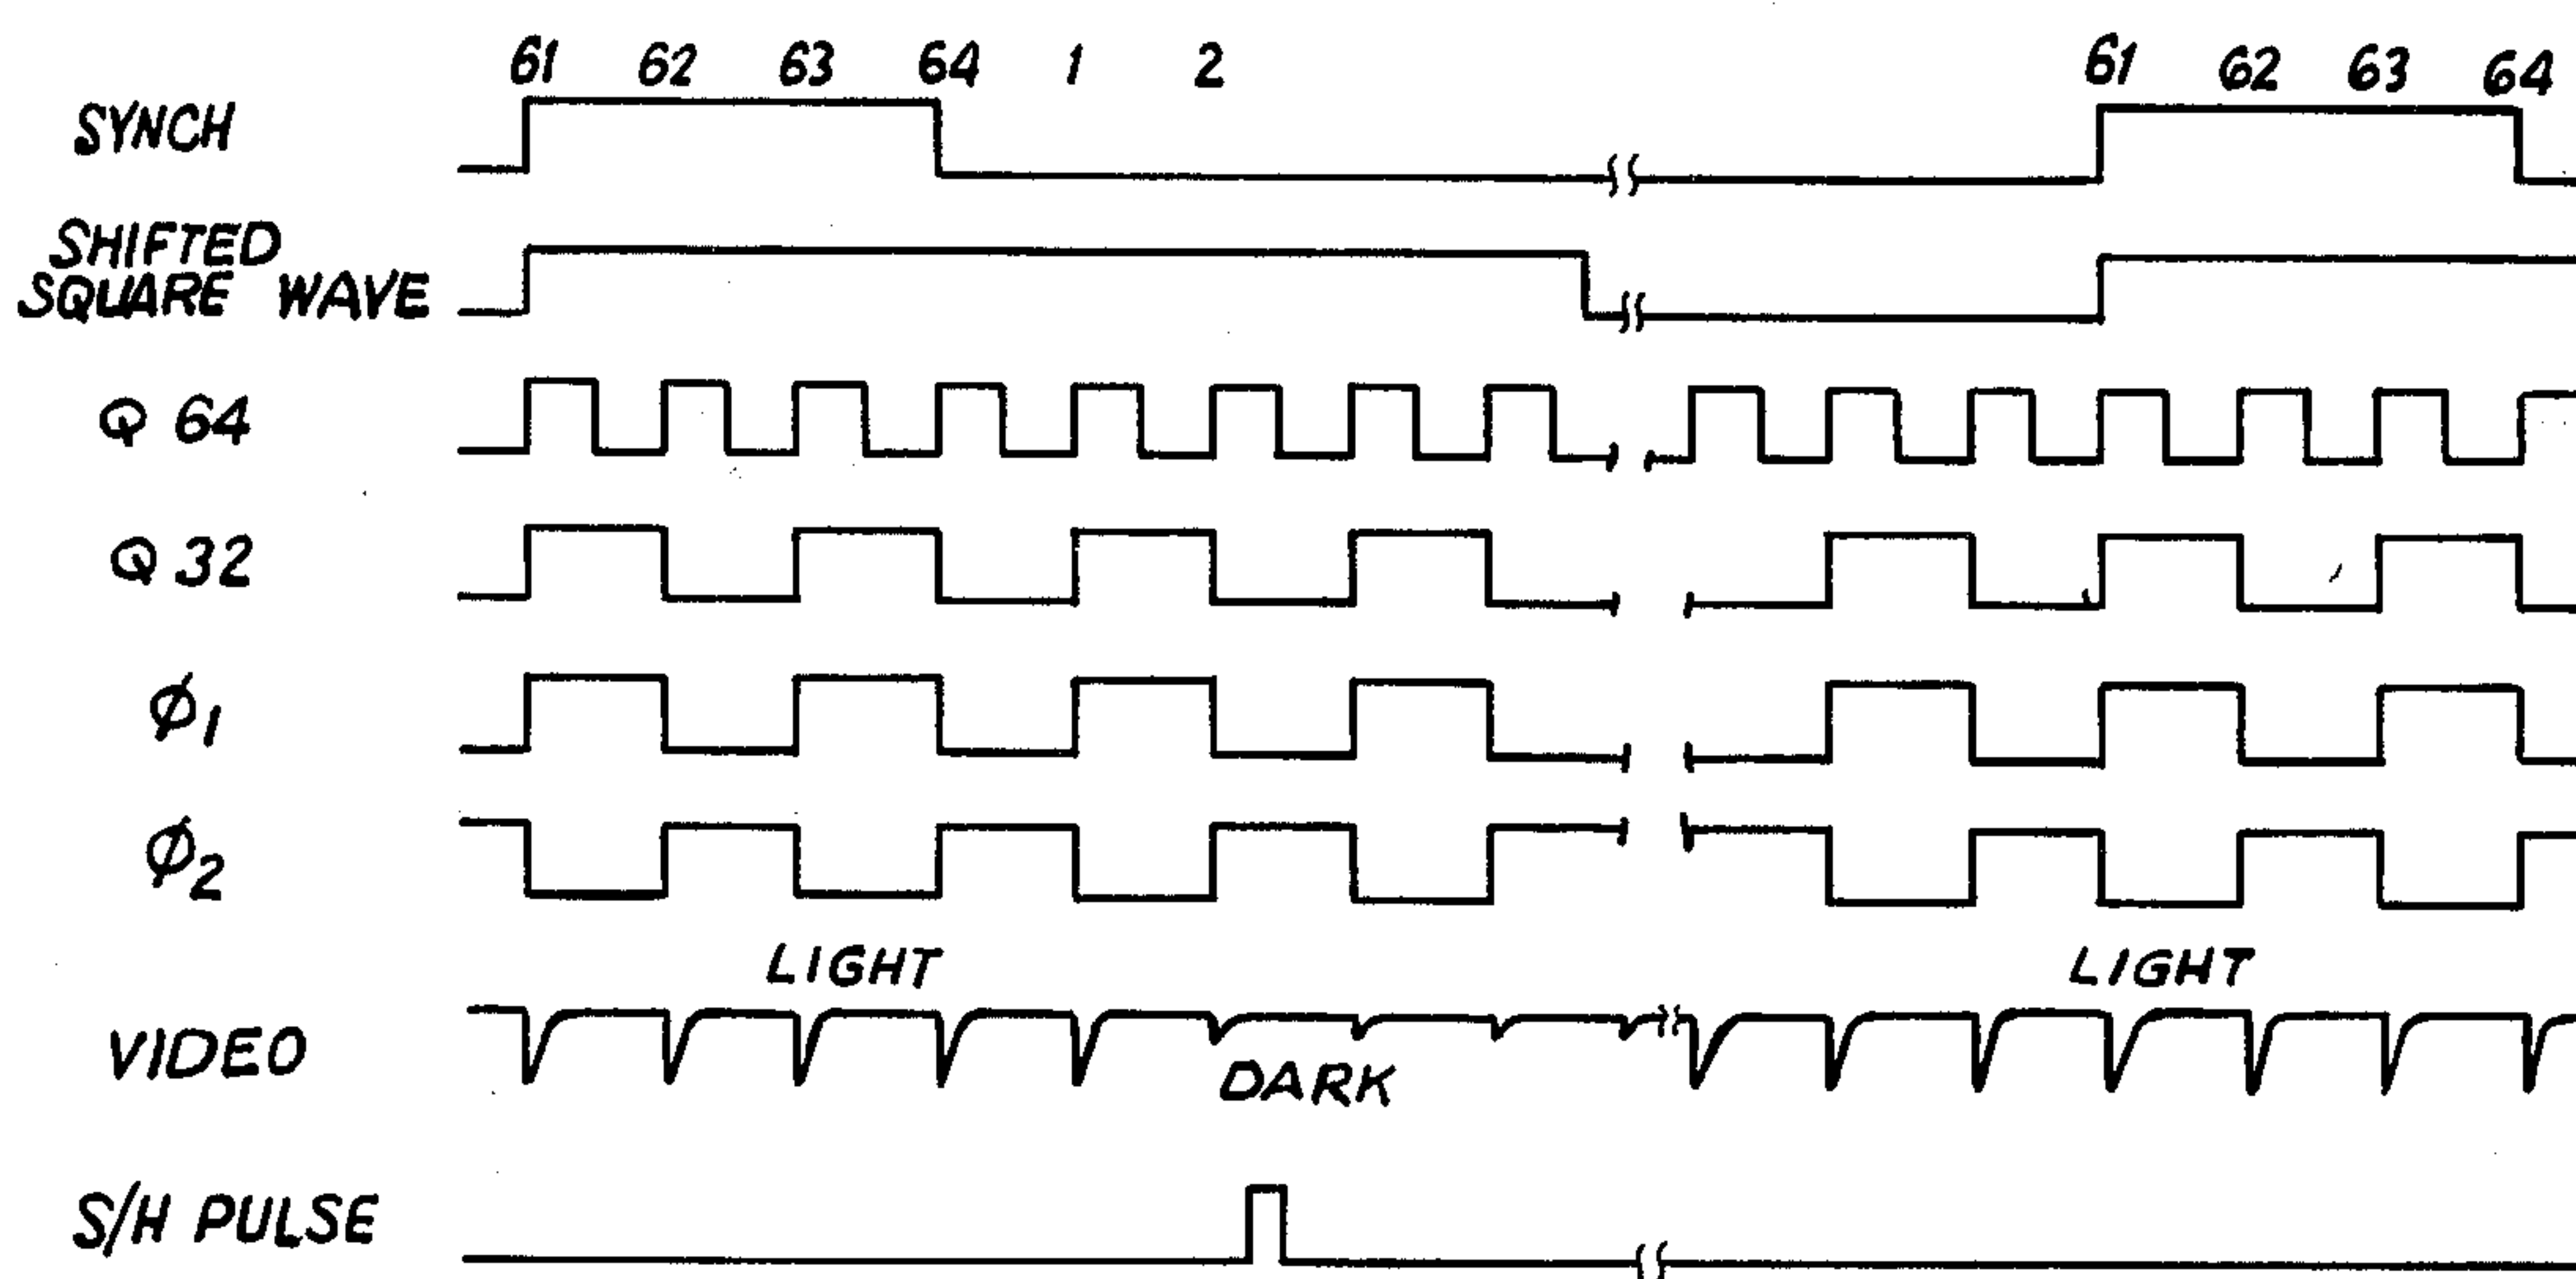 61 62 63 64 1 2 61 62 63 64
SYNCH
SHIFTED
SQUARE WAVE
Q 64
Q 32
φ1
φ2
LIGHT LIGHT
VIDEO
DARK
S/H PULSE